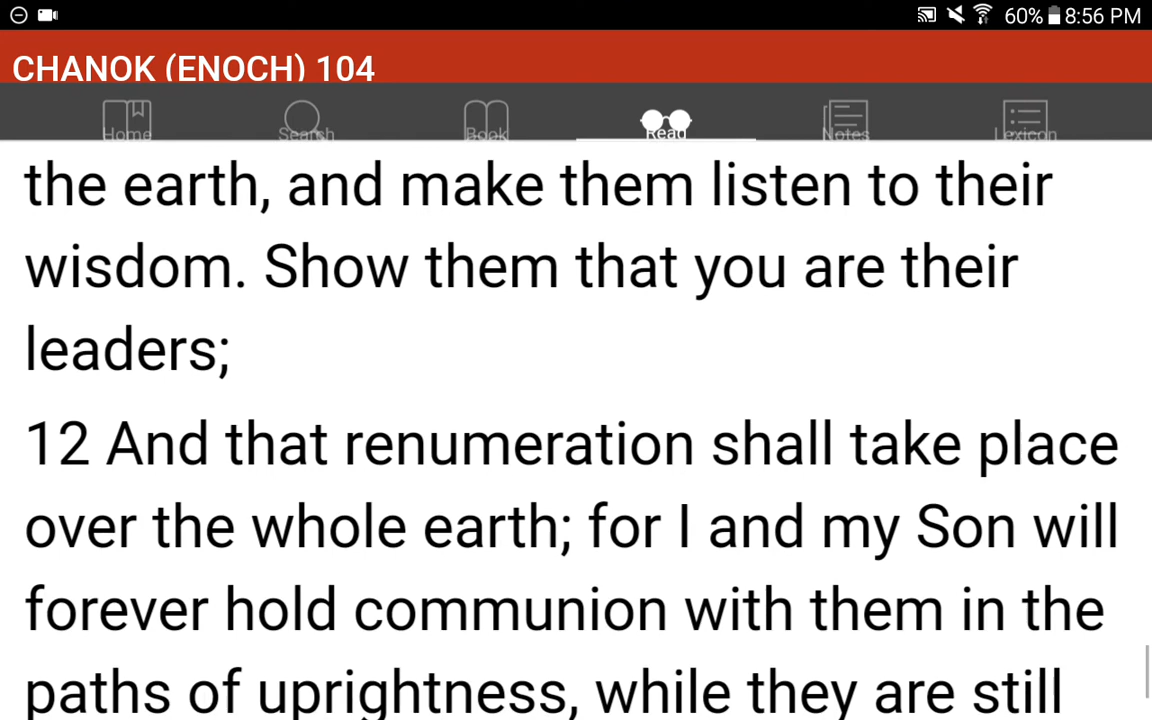 60% 8:56 PM
CHANOK (ENOCH) 104
Home Search Book Read Notes Lexicon
the earth, and make them listen to their
wisdom. Show them that you are their
leaders;
12 And that renumeration shall take place
over the whole earth; for I and my Son will
forever hold communion with them in the
paths of uprightness, while they are still